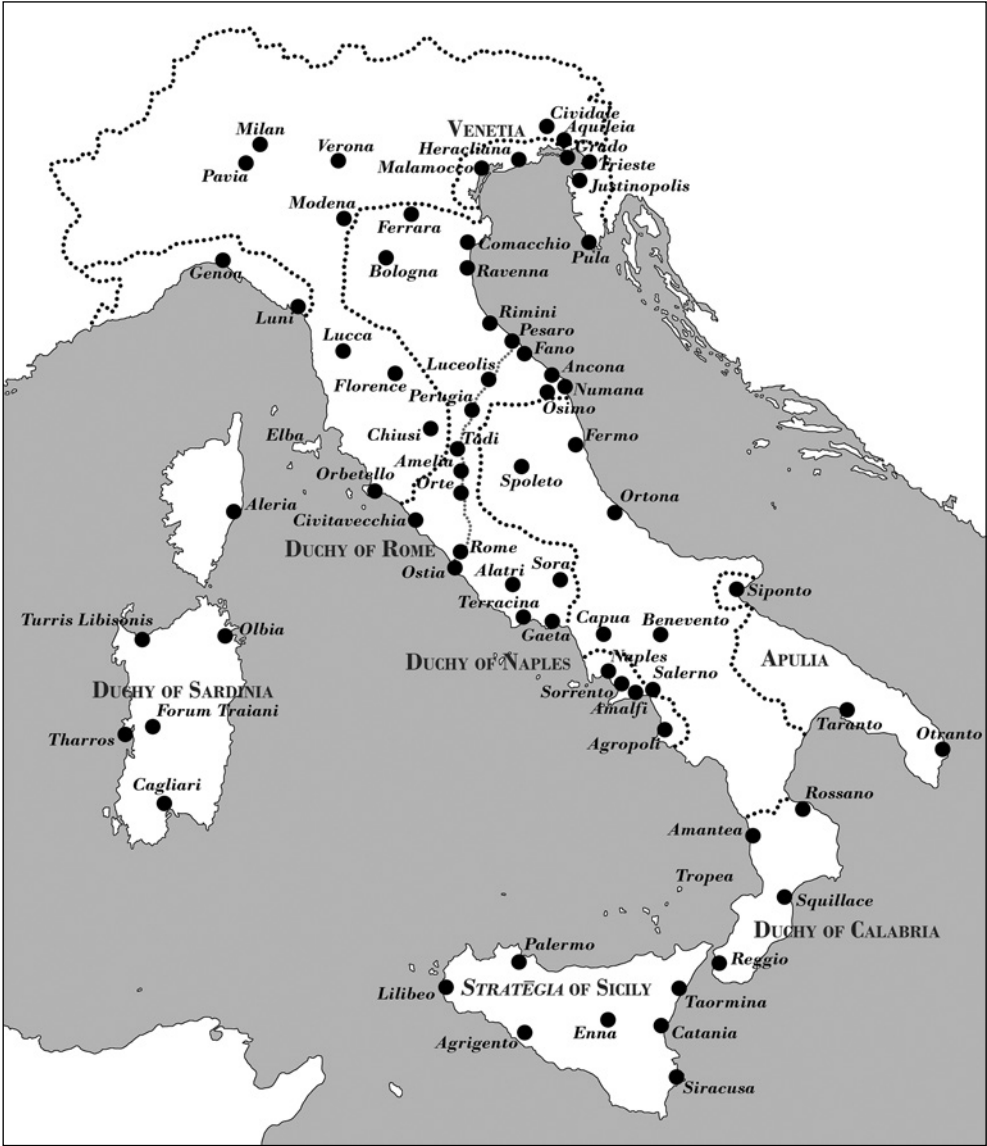 Cividale
Milan
VENETIA
Aquileia
Verona
Heracliana
Grado
Pavia
Malamocco
Trieste
Justinopolis
Modena
Ferrara
Comacchio
Pula
Genoa
Bologna
Ravenna
Luni
Rimini
Lucca
Pesaro
Fano
Luceolis
Ancona
Florence
Perugia
Numana
Osimo
Elba
Chiusi
Todi
Fermo
Amelia
Orbetello
Orte
Spoleto
Aleria
Ortona
Civitavecchia
DUCHY OF ROME
Rome
Ostia
Alatri
Sora
Terracina
Siponto
Turris Libisonis
Olbia
Gaeta
Capua
Benevento
DUCHY OF NAPLES
Naples
APULIA
DUCHY OF SARDINIA
Sorrento
Salerno
Forum Traiani
Amalfi
Taranto
Tharros
Agropoli
Otranto
Cagliari
Rossano
Amantea
Tropea
Squillace
DUCHY OF CALABRIA
Palermo
Reggio
Lilibeo
STRATĒGIA OF SICILY
Taormina
Agrigento
Enna
Catania
Siracusa